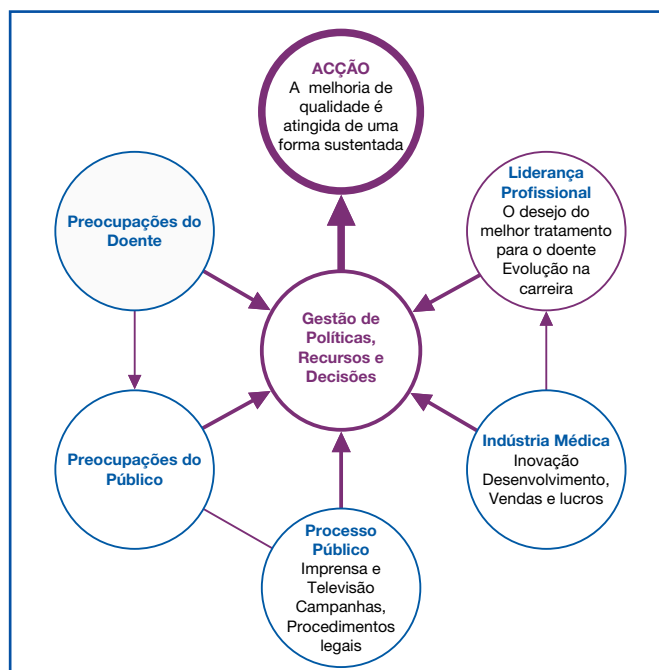 ACÇÃO
A melhoria de
qualidade é
atingida de uma
forma sustentada
Preocupações do
Doente
Liderança
Profissional
O desejo do
melhor tratamento
para o doente
Evolução na
carreira
Gestão de
Políticas,
Recursos e
Decisões
Preocupações do
Público
Indústria Médica
Inovação
Desenvolvimento,
Vendas e lucros
Processo
Público
Imprensa e
Televisão
Campanhas,
Procedimentos
legais